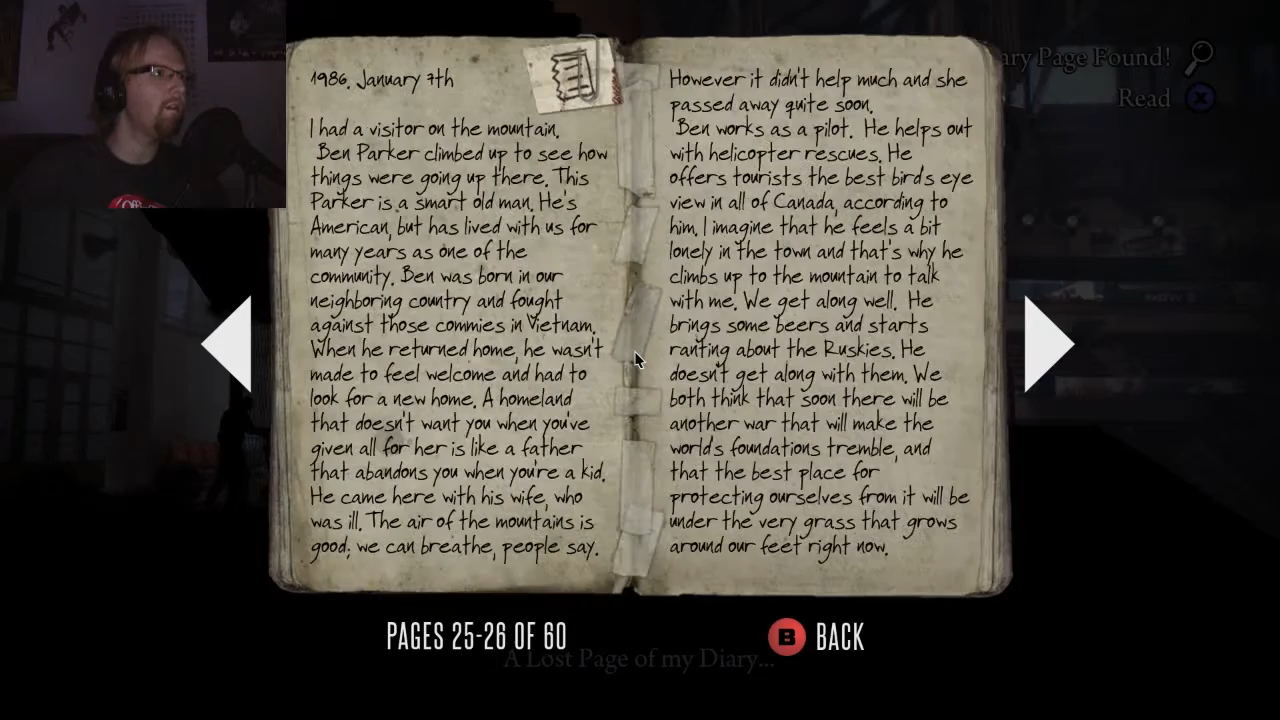 1986. January 7th
I had a visitor on the mountain.
Ben Parker climbed up to see how
things were going up there. This
Parker is a smart old man. He's
American, but has lived with us for
many years as one of the
community. Ben was born in our
neighboring country and fought
against those commies in Vietnam.
When he returned home, he wasn't
made to feel welcome and had to
look for a new home. A homeland
that doesn't want you when you've
given all for her is like a father
that abandons you when you're a kid.
He came here with his wife, who
was ill. The air of the mountains is
good; we can breathe, people say.
However it didn't help much and she
passed away quite soon.
Ben works as a pilot. He helps out
with helicopter rescues. He
offers tourists the best bird's eye
view in all of Canada, according to
him. I imagine that he feels a bit
lonely in the town and that's why he
climbs up to the mountain to talk
with me. We get along well. He
brings some beers and starts
ranting about the Ruskies. He
doesn't get along with them. We
both think that soon there will be
another war that will make the
world's foundations tremble, and
that the best place for
protecting ourselves from it will be
under the very grass that grows
around our feet right now.
ary Page Found!
Read X
PAGES 25-26 OF 60
B BACK
A Lost Page of my Diary...